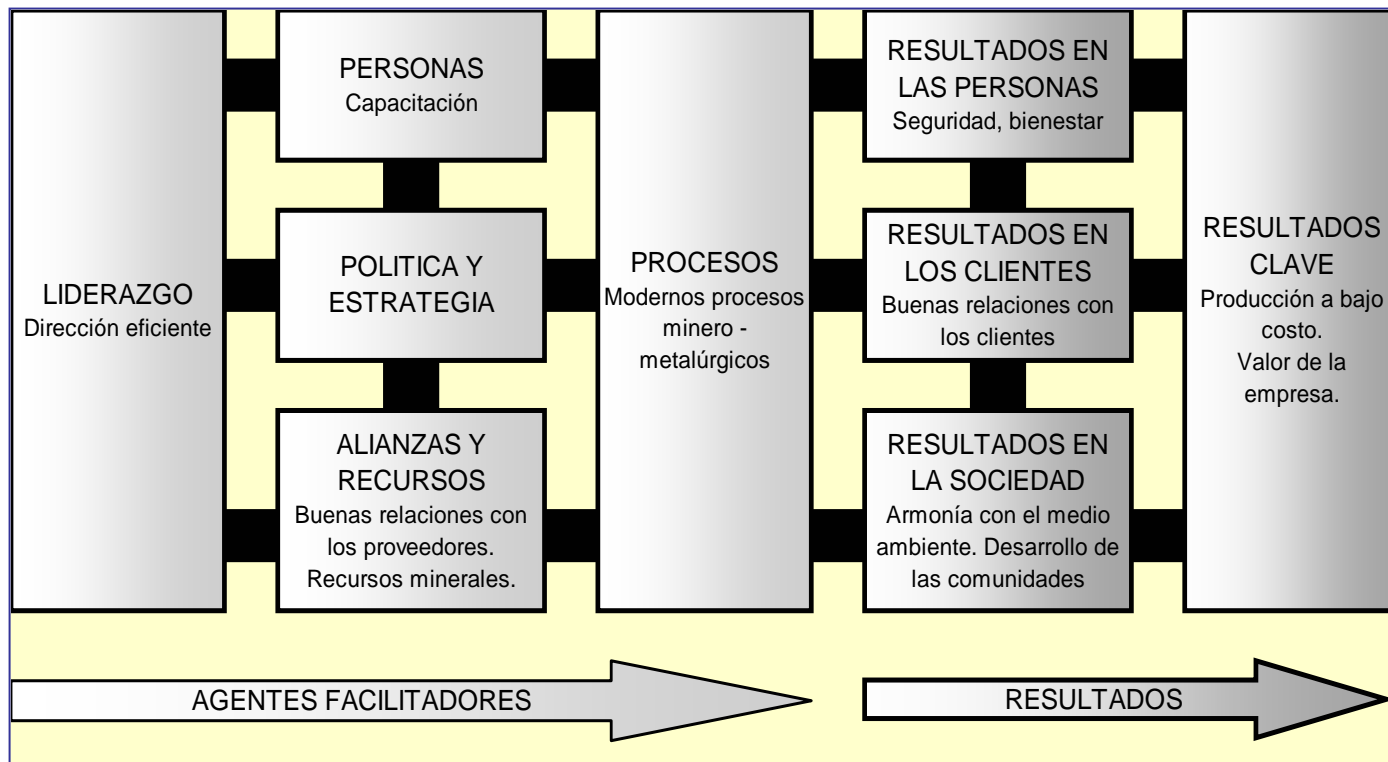 LIDERAZGO
Dirección eficiente
PERSONAS
Capacitación
POLITICA Y
ESTRATEGIA
ALIANZAS Y
RECURSOS
Buenas relaciones con
los proveedores.
Recursos minerales.
PROCESOS
Modernos procesos
minero -
metalúrgicos
RESULTADOS EN
LAS PERSONAS
Seguridad, bienestar
RESULTADOS EN
LOS CLIENTES
Buenas relaciones con
los clientes
RESULTADOS EN
LA SOCIEDAD
Armonía con el medio
ambiente. Desarrollo de
las comunidades
RESULTADOS
CLAVE
Producción a bajo
costo.
Valor de la
empresa.
AGENTES FACILITADORES
RESULTADOS